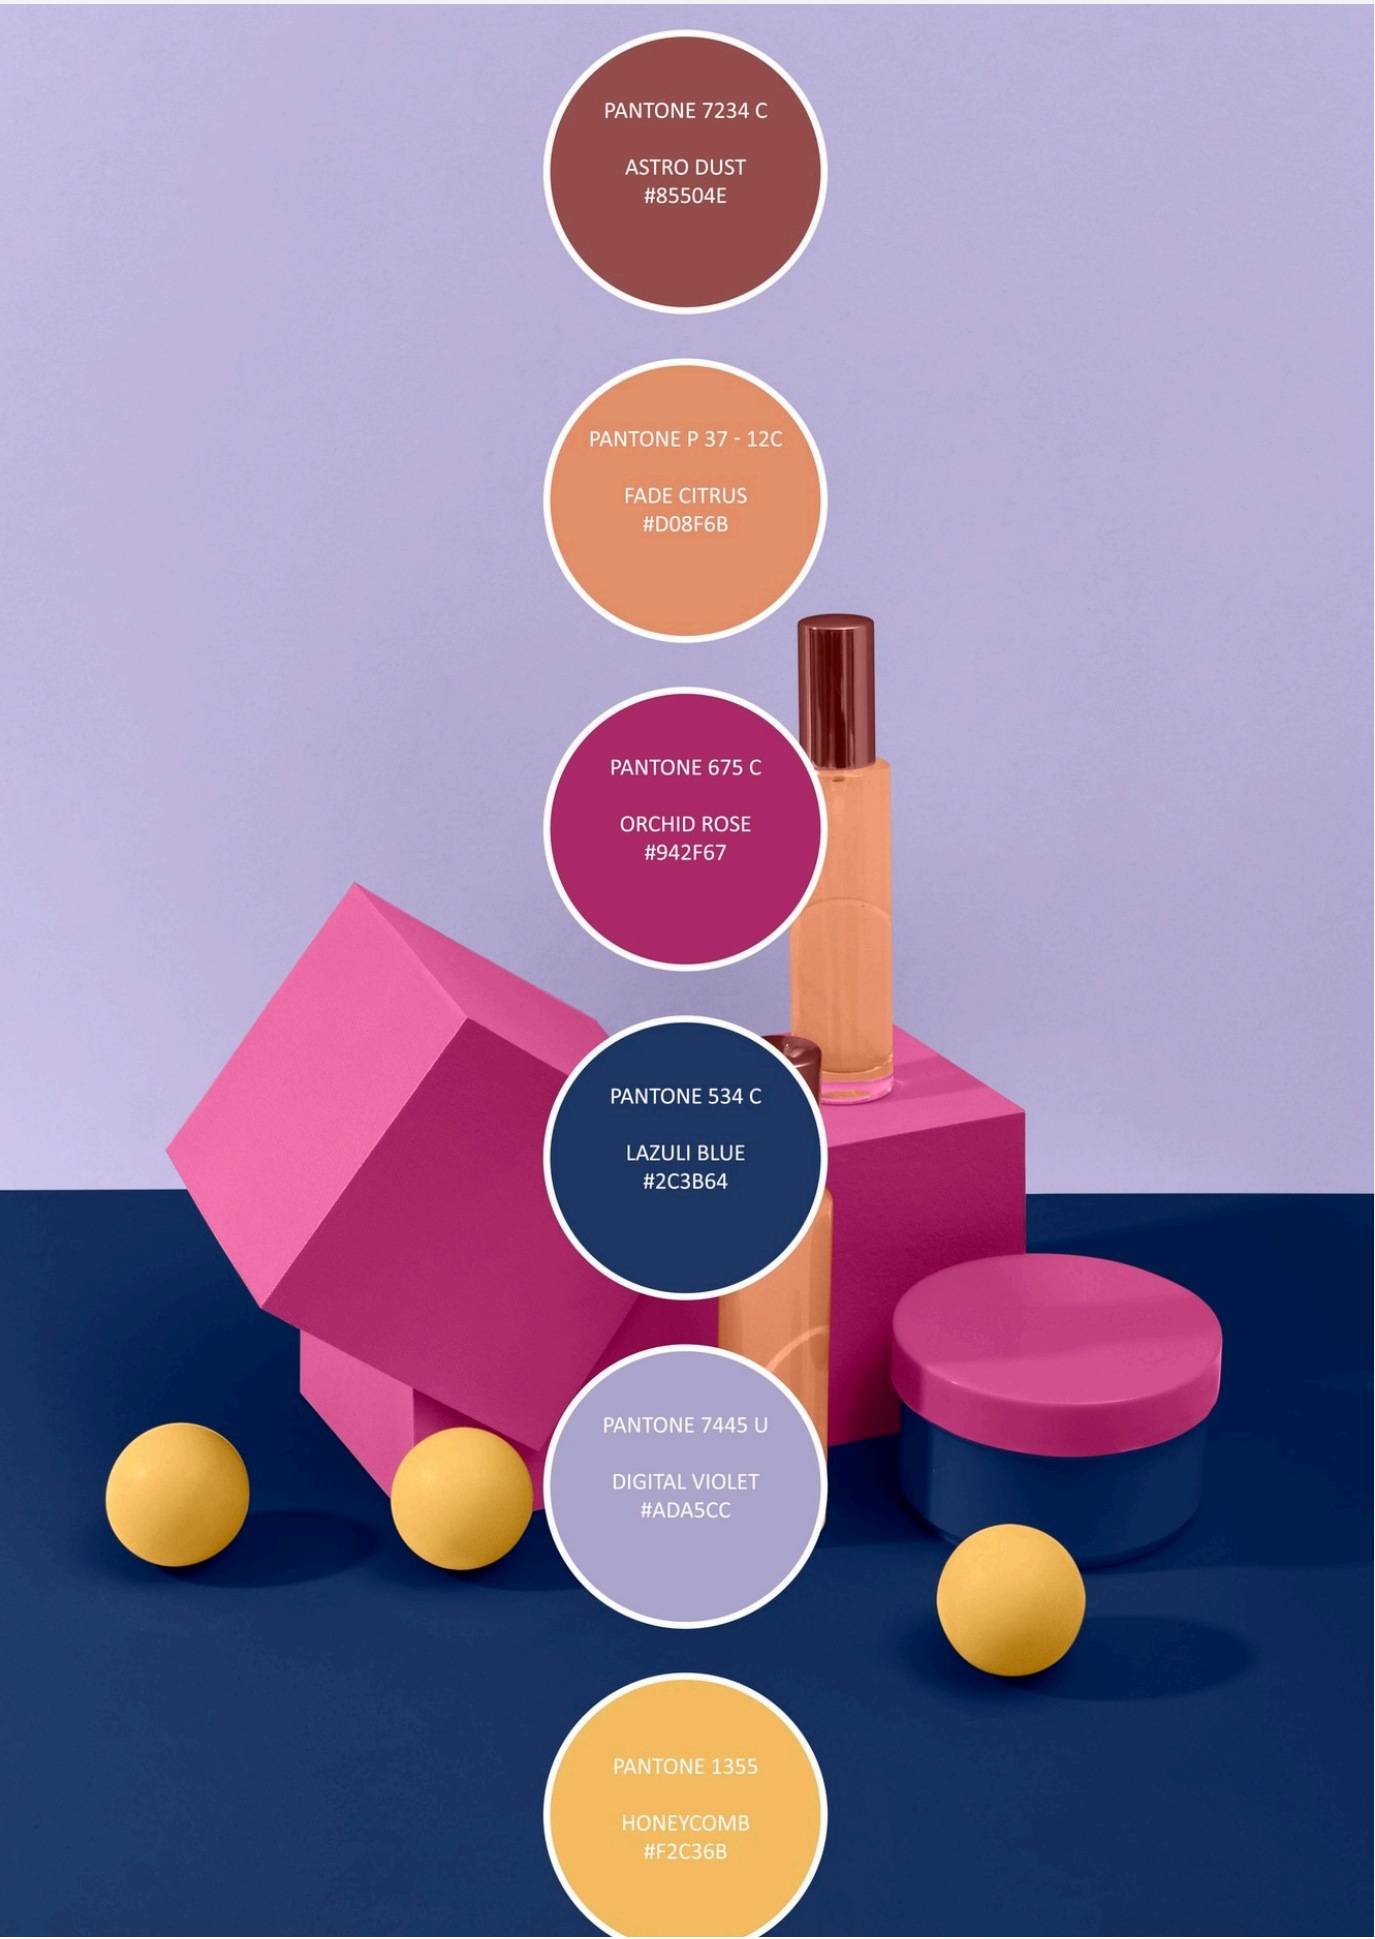 PANTONE 7234 C
ASTRO DUST
#85504E
PANTONE P 37 - 12C
FADE CITRUS
#D08F6B
PANTONE 675 C
ORCHID ROSE
#942F67
PANTONE 534 C
LAZULI BLUE
#2C3B64
PANTONE 7445 U
DIGITAL VIOLET
#ADA5CC
PANTONE 1355
HONEYCOMB
#F2C36B